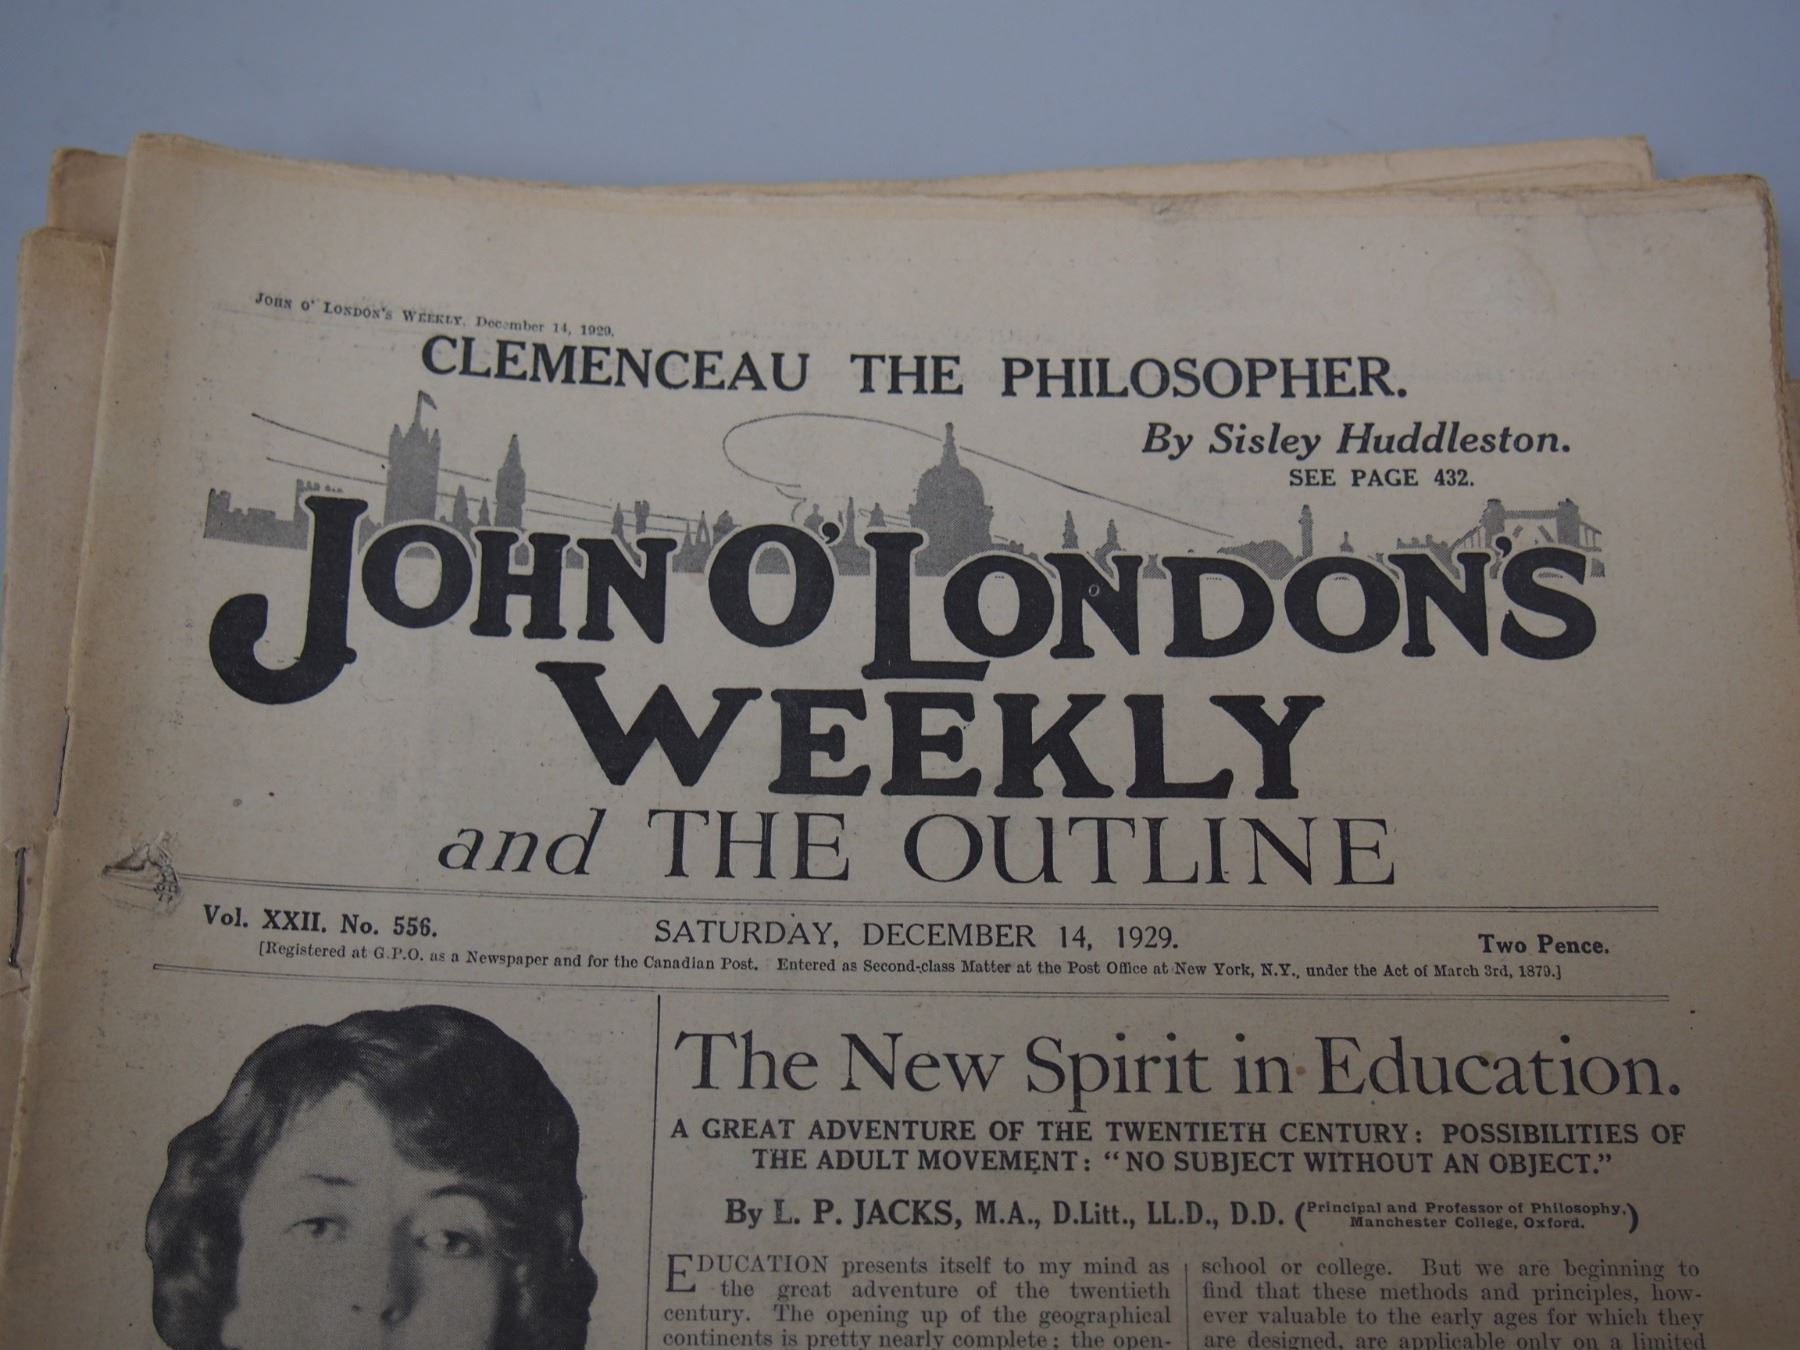 JOHN O' LONDON'S WEEKLY, December 14, 1929.
CLEMENCEAU THE PHILOSOPHER.
By Sisley Huddleston.
SEE PAGE 432.
JOHN O'LONDON'S
WEEKLY
and THE OUTLINE
Vol. XXII. No. 556. SATURDAY, DECEMBER 14, 1929. Two Pence.
[Registered at G.P.O. as a Newspaper and for the Canadian Post. Entered as Second-class Matter at the Post Office at New York, N.Y., under the Act of March 3rd, 1879.]
The New Spirit in Education.
A GREAT ADVENTURE OF THE TWENTIETH CENTURY: POSSIBILITIES OF
THE ADULT MOVEMENT: “NO SUBJECT WITHOUT AN OBJECT.”
By L. P. JACKS, M.A., D.Litt., LL.D., D.D. (Principal and Professor of Philosophy,
Manchester College, Oxford.)
EDUCATION presents itself to my mind as
the great adventure of the twentieth
century. The opening up of the geographical
continents is pretty nearly complete; the open-
school or college. But we are beginning to
find that these methods and principles, how-
ever valuable to the early ages for which they
are designed, are applicable only on a limited